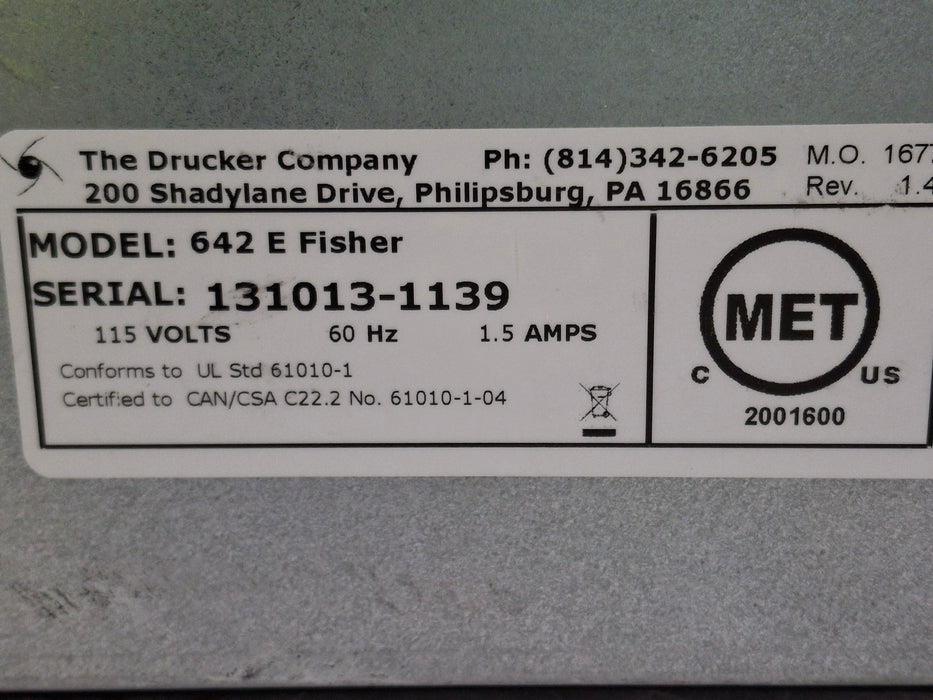 The Drucker Company Ph: (814)342-6205 M.O.
200 Shadylane Drive, Philipsburg, PA 16866 Rev. 1.4
MODEL: 642 E Fisher
SERIAL: 131013-1139
115 VOLTS 60 Hz 1.5 AMPS
Conforms to UL Std 61010-1
Certified to CAN/CSA C22.2 No. 61010-1-04
MET
C US
2001600